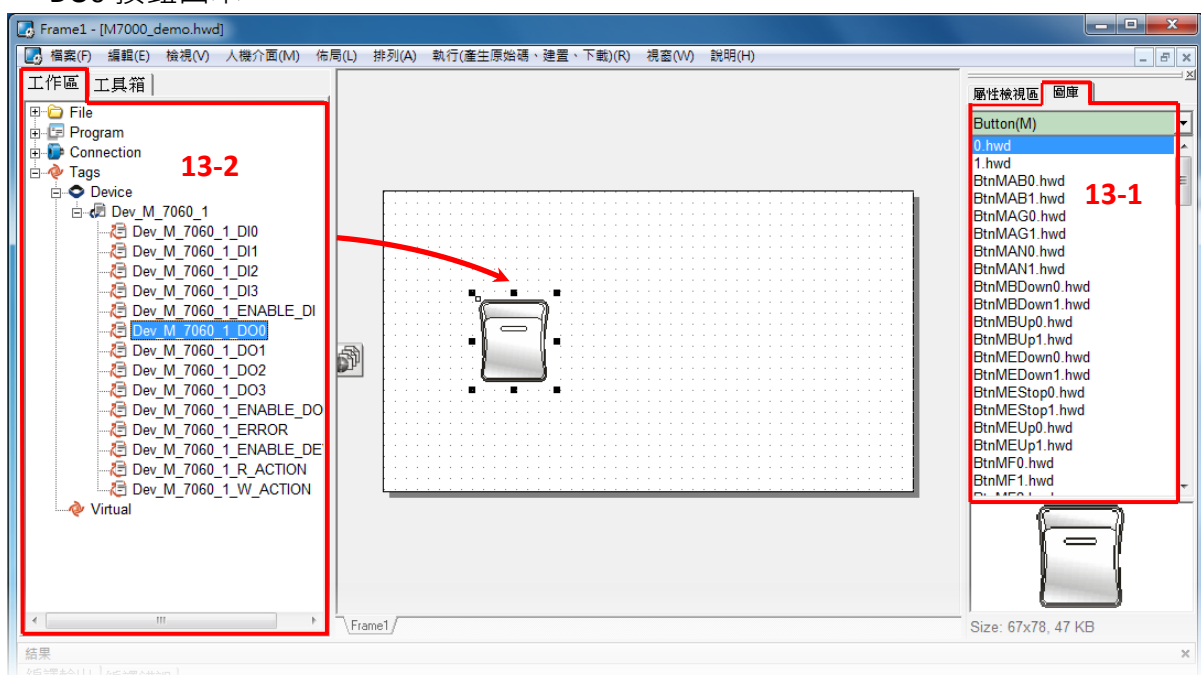 Frame1 - [M7000_demo.hwd]
檔案(F) 編輯(E) 檢視(V) 人機介面(M) 佈局(L) 排列(A) 執行(產生原始碼、建置、下載)(R) 視窗(W) 說明(H)
工作區 工具箱
File
Program
Connection
Tags
13-2
Device
Dev_M_7060_1
Dev_M_7060_1_DI0
Dev_M_7060_1_DI1
Dev_M_7060_1_DI2
Dev_M_7060_1_DI3
Dev_M_7060_1_ENABLE_DI
Dev_M_7060_1_DO0
Dev_M_7060_1_DO1
Dev_M_7060_1_DO2
Dev_M_7060_1_DO3
Dev_M_7060_1_ENABLE_DO
Dev_M_7060_1_ERROR
Dev_M_7060_1_ENABLE_DE
Dev_M_7060_1_R_ACTION
Dev_M_7060_1_W_ACTION
Virtual
Frame1
屬性檢視區 圖庫
Button(M)
0.hwd
1.hwd
BtnMAB0.hwd
BtnMAB1.hwd
13-1
BtnMAG0.hwd
BtnMAG1.hwd
BtnMAN0.hwd
BtnMAN1.hwd
BtnMBDown0.hwd
BtnMBDown1.hwd
BtnMBUp0.hwd
BtnMBUp1.hwd
BtnMEDown0.hwd
BtnMEDown1.hwd
BtnMEStop0.hwd
BtnMEStop1.hwd
BtnMEUp0.hwd
BtnMEUp1.hwd
BtnMF0.hwd
BtnMF1.hwd
Size: 67x78, 47 KB
結果